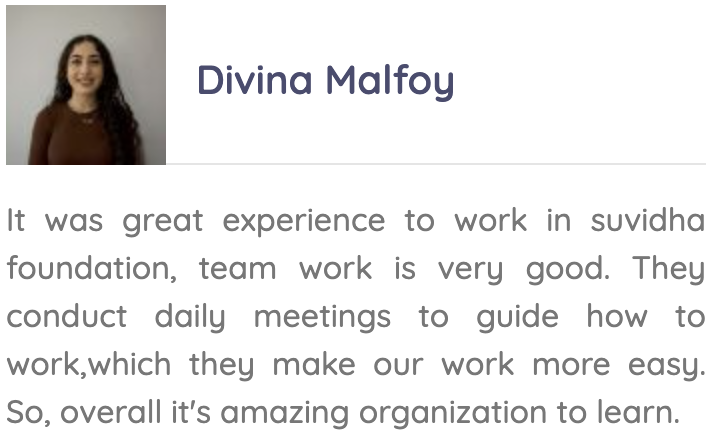 Divina Malfoy
It was great experience to work in suvidha
foundation, team work is very good. They
conduct daily meetings to guide how to
work,which they make our work more easy.
So, overall it's amazing organization to learn.